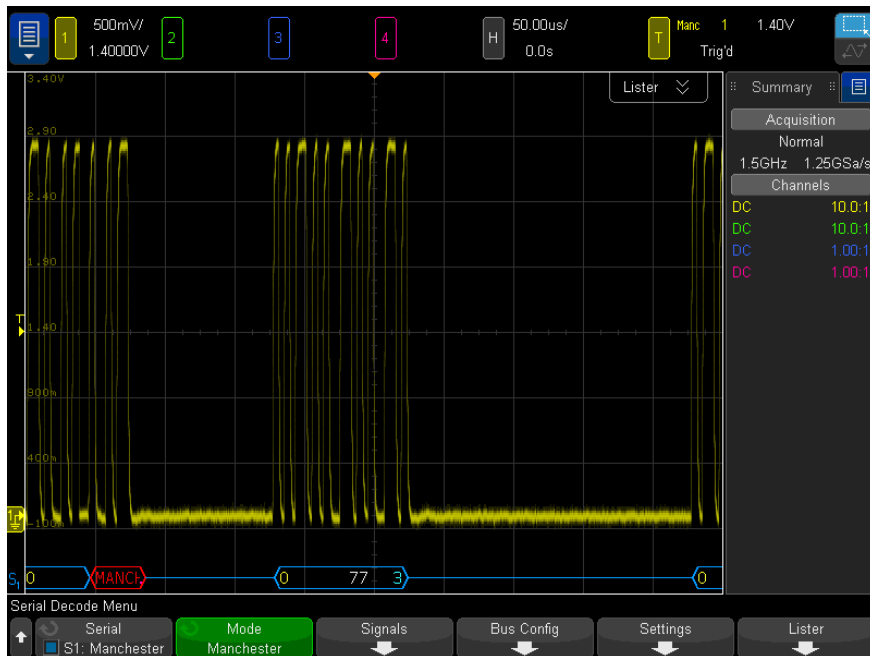 1 500mV/ 2 3 4 H 50.00us/ T Manc 1 1.40V
1.40000V 0.0s Trig'd
3.40V Lister Summary
2.90 Acquisition
Normal
1.5GHz 1.25GSa/s
Channels
2.40 DC 10.0:1
DC 10.0:1
1.90 DC 1.00:1
DC 1.00:1
T
1.40
900m
400m
1
-100m
S1 0 MANCH 0 77 3 0
Serial Decode Menu
Serial Mode Signals Bus Config Settings Lister
S1: Manchester Manchester